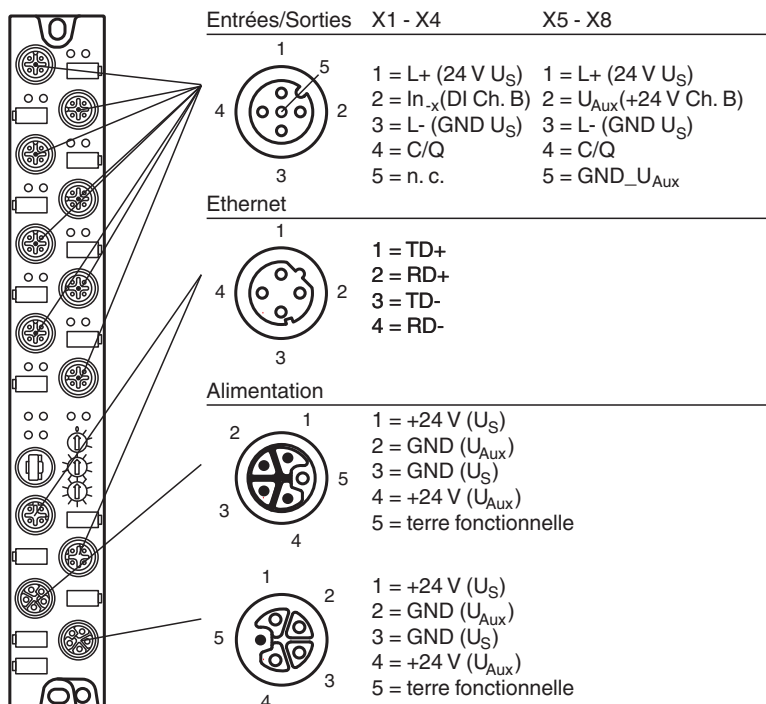 Entrées/Sorties X1 - X4 X5 - X8
1
5
4
2
3
1 = L+ (24 V US) 1 = L+ (24 V US)
2 = In-x(DI Ch. B) 2 = UAux(+24 V Ch. B)
3 = L- (GND US) 3 = L- (GND US)
4 = C/Q 4 = C/Q
5 = n. c. 5 = GND_UAux
Ethernet
1
4
2
3
1 = TD+
2 = RD+
3 = TD-
4 = RD-
Alimentation
2
1
5
3
4
1 = +24 V (US)
2 = GND (UAux)
3 = GND (US)
4 = +24 V (UAux)
5 = terre fonctionnelle
1
2
5
3
4
1 = +24 V (US)
2 = GND (UAux)
3 = GND (US)
4 = +24 V (UAux)
5 = terre fonctionnelle